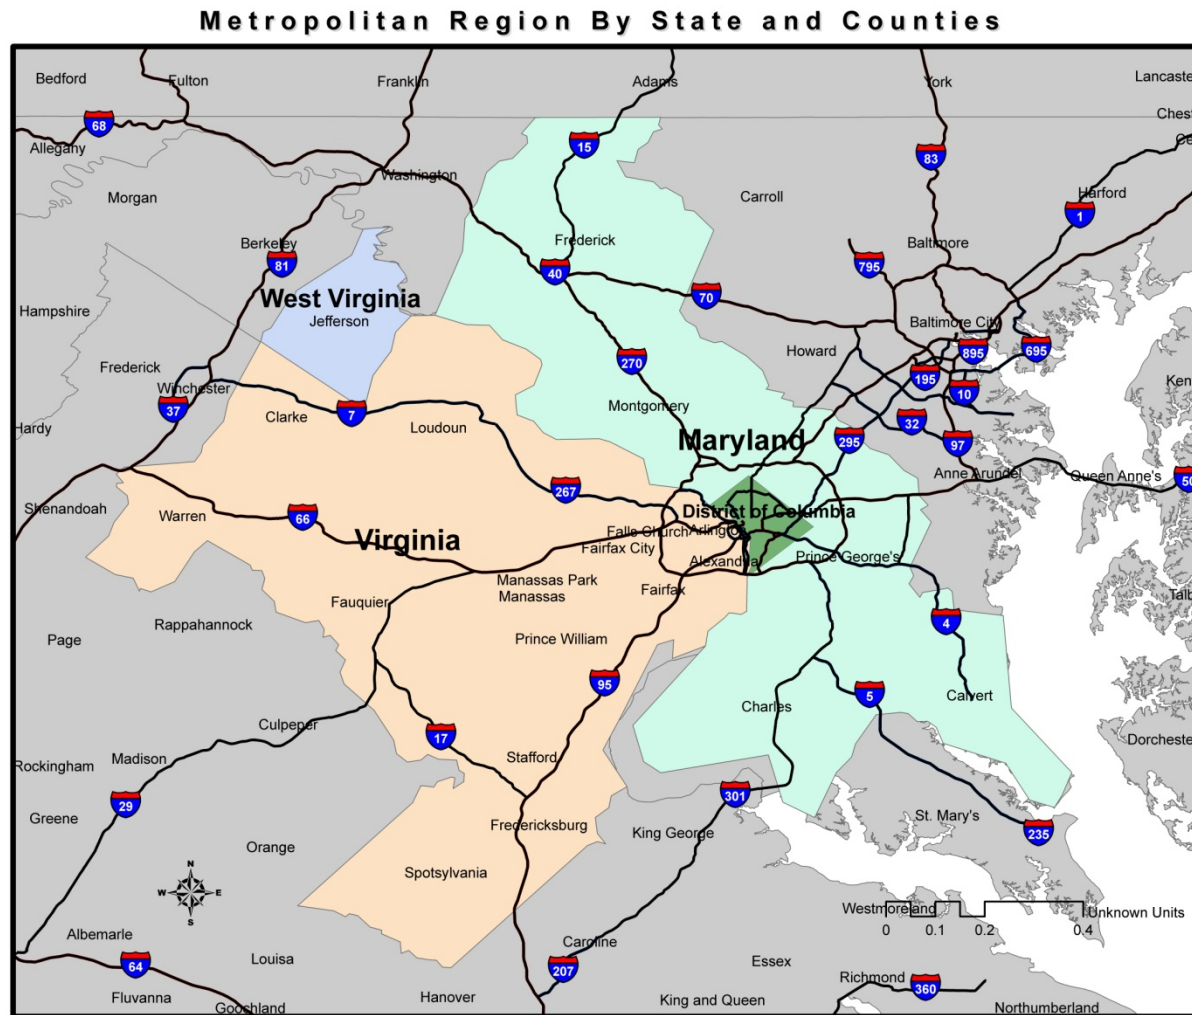 Metropolitan Region By State and Counties
Bedford
Fulton
Franklin
Adams
York
Lancaster
Chest
Ce
68
15
83
Allegany
Washington
Morgan
Carroll
Harford
1
Berkeley
81
Frederick
40
Baltimore
795
70
West Virginia
Jefferson
Hampshire
Baltimore City
895
695
Howard
270
195
10
Frederick
Winchester
37
7
Clarke
Loudoun
Montgomery
Ken
32
Hardy
Maryland
295
97
Anne Arundel
Queen Anne's
50
267
Shenandoah
Warren
66
Virginia
District of Columbia
Falls Church
Arlington
Fairfax City
Alexandria
Prince George's
Manassas Park
Manassas
Fairfax
Fauquier
Talb
Rappahannock
Page
Prince William
4
95
5
Calvert
Charles
Culpeper
17
Stafford
Madison
Rockingham
Dorchester
29
301
Greene
Fredericksburg
King George
St. Mary's
235
Orange
N
W
E
S
Spotsylvania
Westmoreland
0
0.1
0.2
0.4
Unknown Units
Albemarle
64
Louisa
Caroline
207
Essex
Richmond
360
Fluvanna
Goochland
Hanover
King and Queen
Northumberland